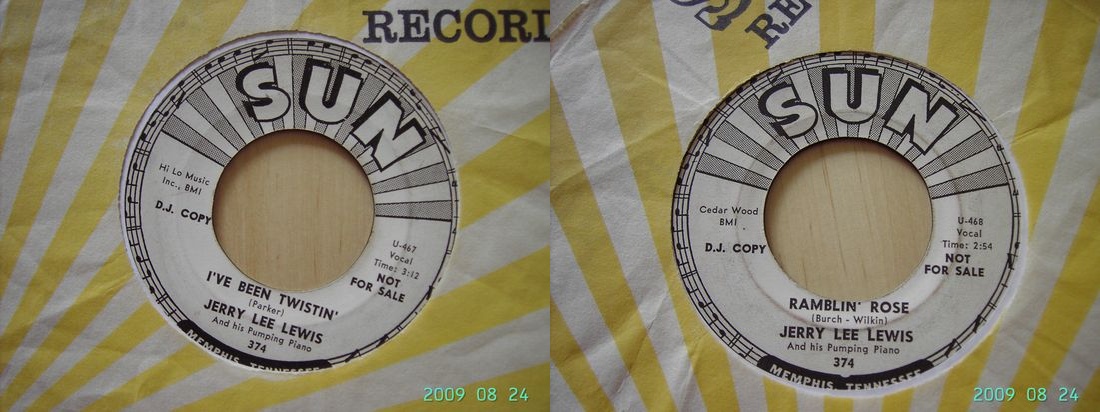 RECORD
SUN
Hi Lo Music
Inc., BMI
D.J. COPY
U-467
Vocal
Time: 3:12
NOT
FOR SALE
I'VE BEEN TWISTIN'
(Parker)
JERRY LEE LEWIS
And his Pumping Piano
374
MEMPHIS TENNESSEE
2009 08 24
RE
SUN
Cedar Wood
BMI
D.J. COPY
U-468
Vocal
Time: 2:54
NOT
FOR SALE
RAMBLIN' ROSE
(Burch - Wilkin)
JERRY LEE LEWIS
And his Pumping Piano
374
MEMPHIS TENNESSEE
2009 08 24